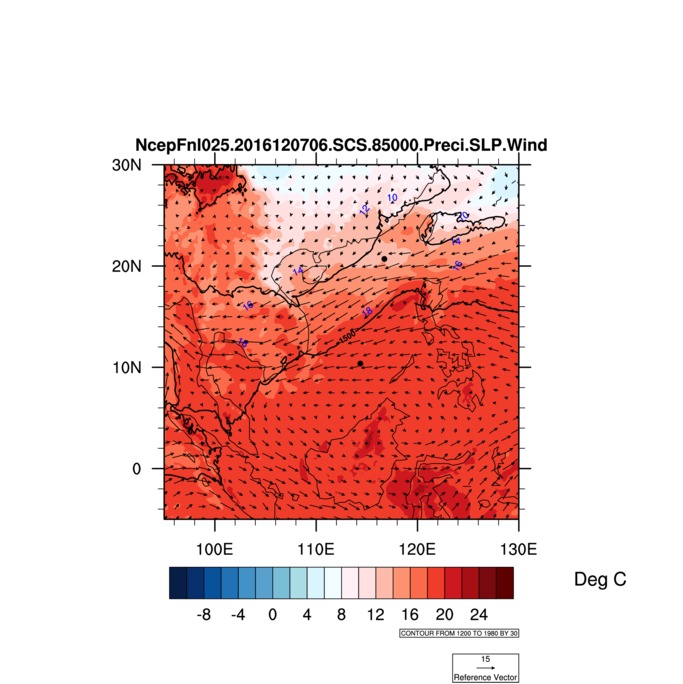 NcepFnl025.2016120706.SCS.85000.Preci.SLP.Wind
30N
10
12
10
14
20N
16
14
16
18
18
1500
10N
0
100E 110E 120E 130E
Deg C
-8 -4 0 4 8 12 16 20 24
CONTOUR FROM 1200 TO 1980 BY 30
15
Reference Vector